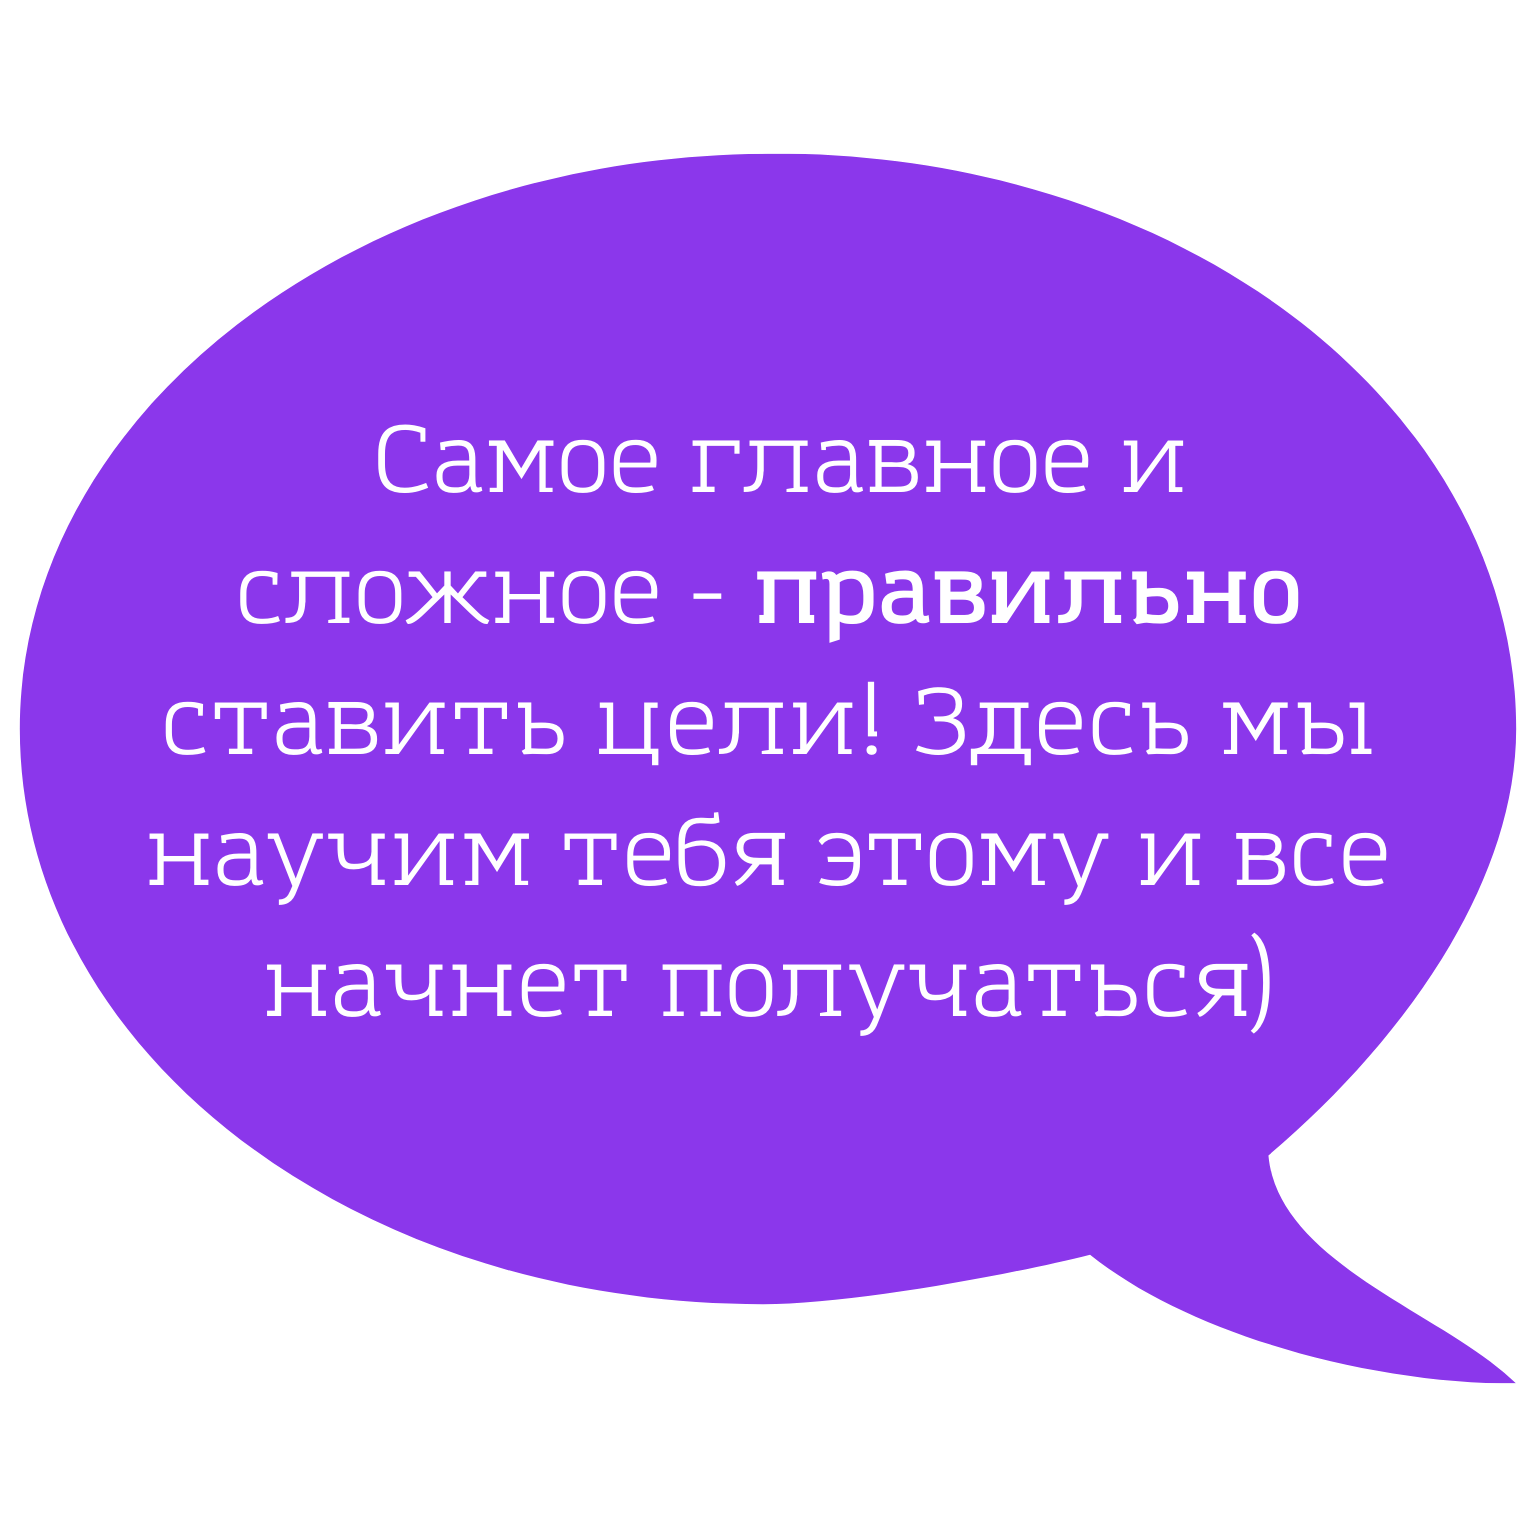 Самое главное и
сложное - правильно
ставить цели! Здесь мы
научим тебя этому и все
начнет получаться)